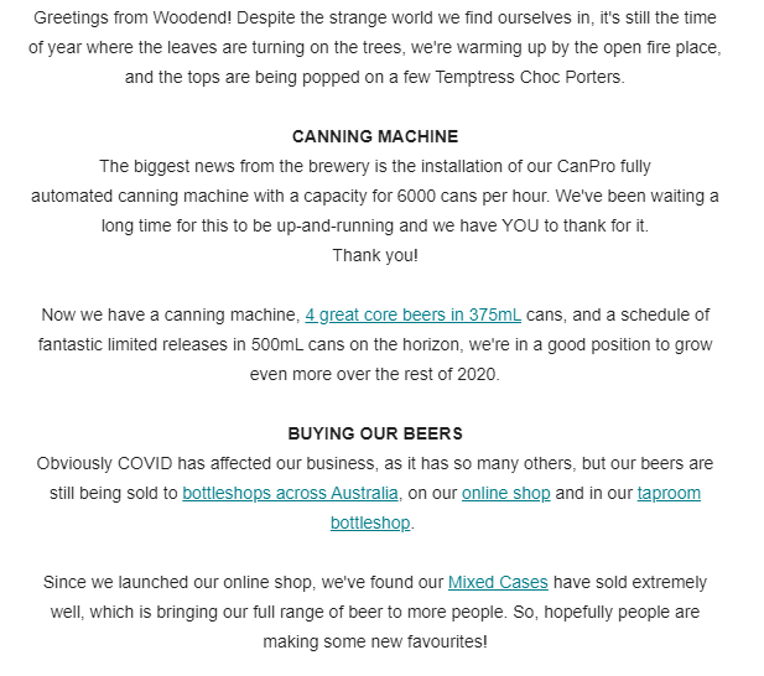 Greetings from Woodend! Despite the strange world we find ourselves in, it's still the time
of year where the leaves are turning on the trees, we're warming up by the open fire place,
and the tops are being popped on a few Temptress Choc Porters.
CANNING MACHINE
The biggest news from the brewery is the installation of our CanPro fully
automated canning machine with a capacity for 6000 cans per hour. We've been waiting a
long time for this to be up-and-running and we have YOU to thank for it.
Thank you!
Now we have a canning machine, 4 great core beers in 375mL cans, and a schedule of
fantastic limited releases in 500mL cans on the horizon, we're in a good position to grow
even more over the rest of 2020.
BUYING OUR BEERS
Obviously COVID has affected our business, as it has so many others, but our beers are
still being sold to bottleshops across Australia, on our online shop and in our taproom
bottleshop.
Since we launched our online shop, we've found our Mixed Cases have sold extremely
well, which is bringing our full range of beer to more people. So, hopefully people are
making some new favourites!